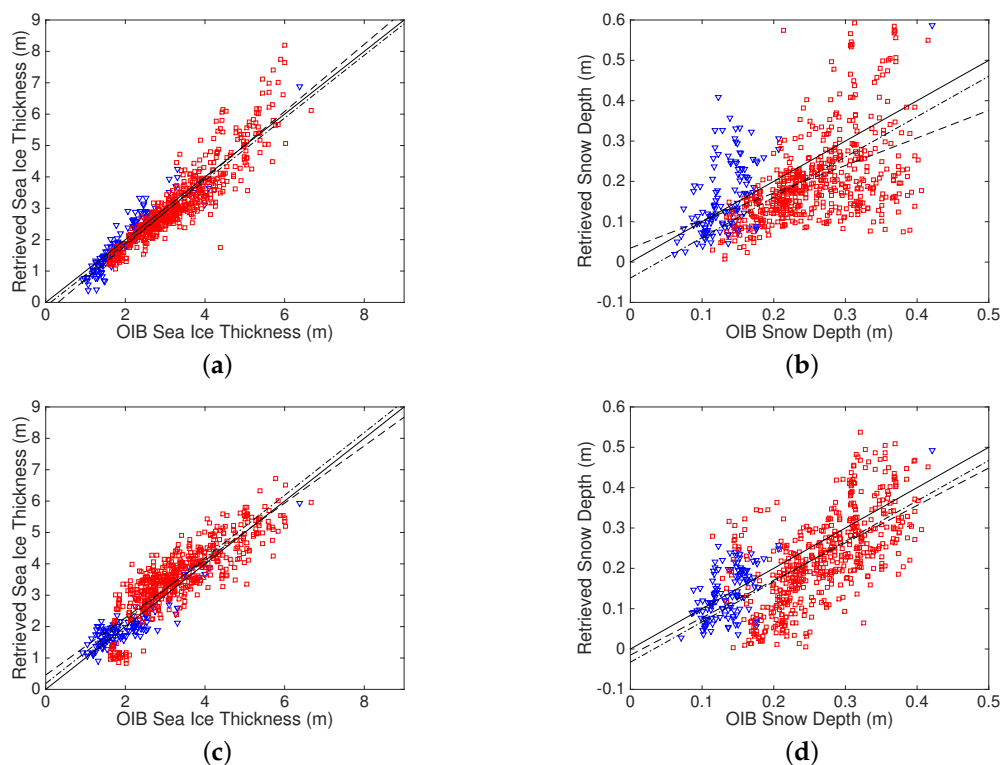 9
8
7
6
5
4
3
2
1
0
Retrieved Sea Ice Thickness (m)
0 2 4 6 8
OIB Sea Ice Thickness (m)
(a)
0.6
0.5
0.4
0.3
0.2
0.1
0
-0.1
Retrieved Snow Depth (m)
0 0.1 0.2 0.3 0.4 0.5
OIB Snow Depth (m)
(b)
9
8
7
6
5
4
3
2
1
0
Retrieved Sea Ice Thickness (m)
0 2 4 6 8
OIB Sea Ice Thickness (m)
(c)
0.6
0.5
0.4
0.3
0.2
0.1
0
-0.1
Retrieved Snow Depth (m)
0 0.1 0.2 0.3 0.4 0.5
OIB Snow Depth (m)
(d)